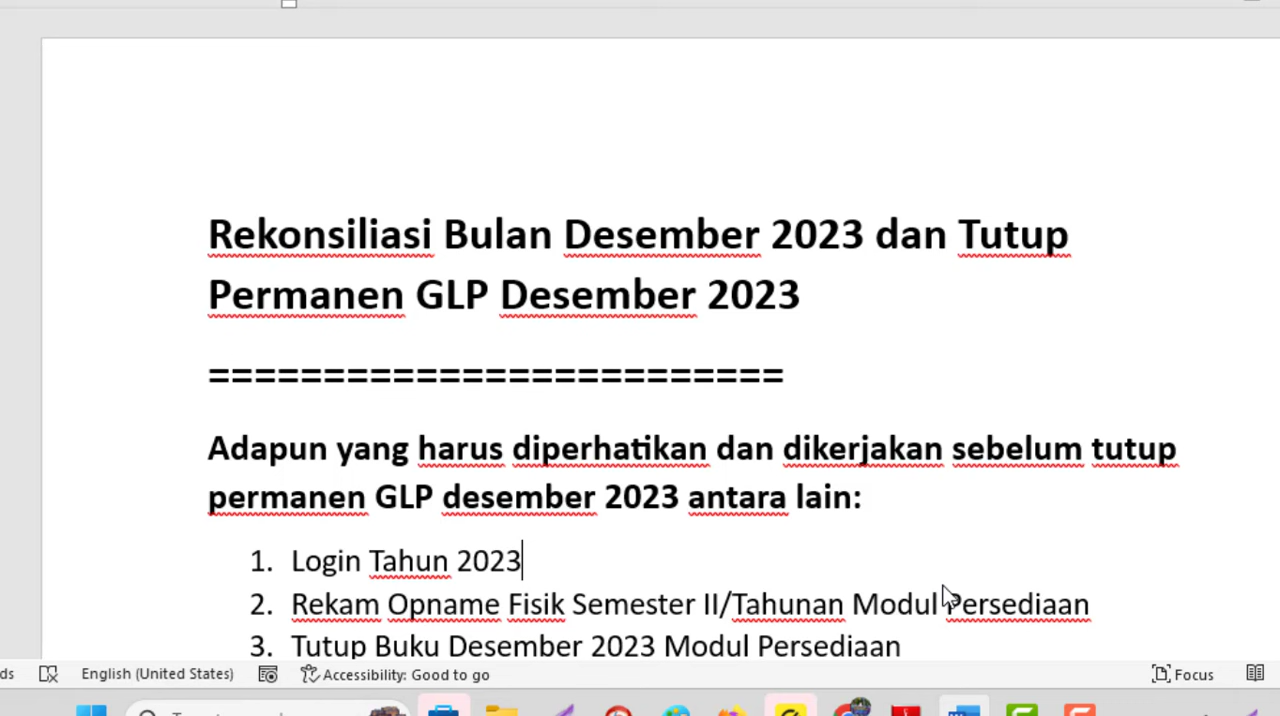 Rekonsiliasi Bulan Desember 2023 dan Tutup
Permanen GLP Desember 2023
=========================
Adapun yang harus diperhatikan dan dikerjakan sebelum tutup
permanen GLP desember 2023 antara lain:
1. Login Tahun 2023
2. Rekam Opname Fisik Semester II/Tahunan Modul Persediaan
3. Tutup Buku Desember 2023 Modul Persediaan
ds English (United States) Accessibility: Good to go Focus